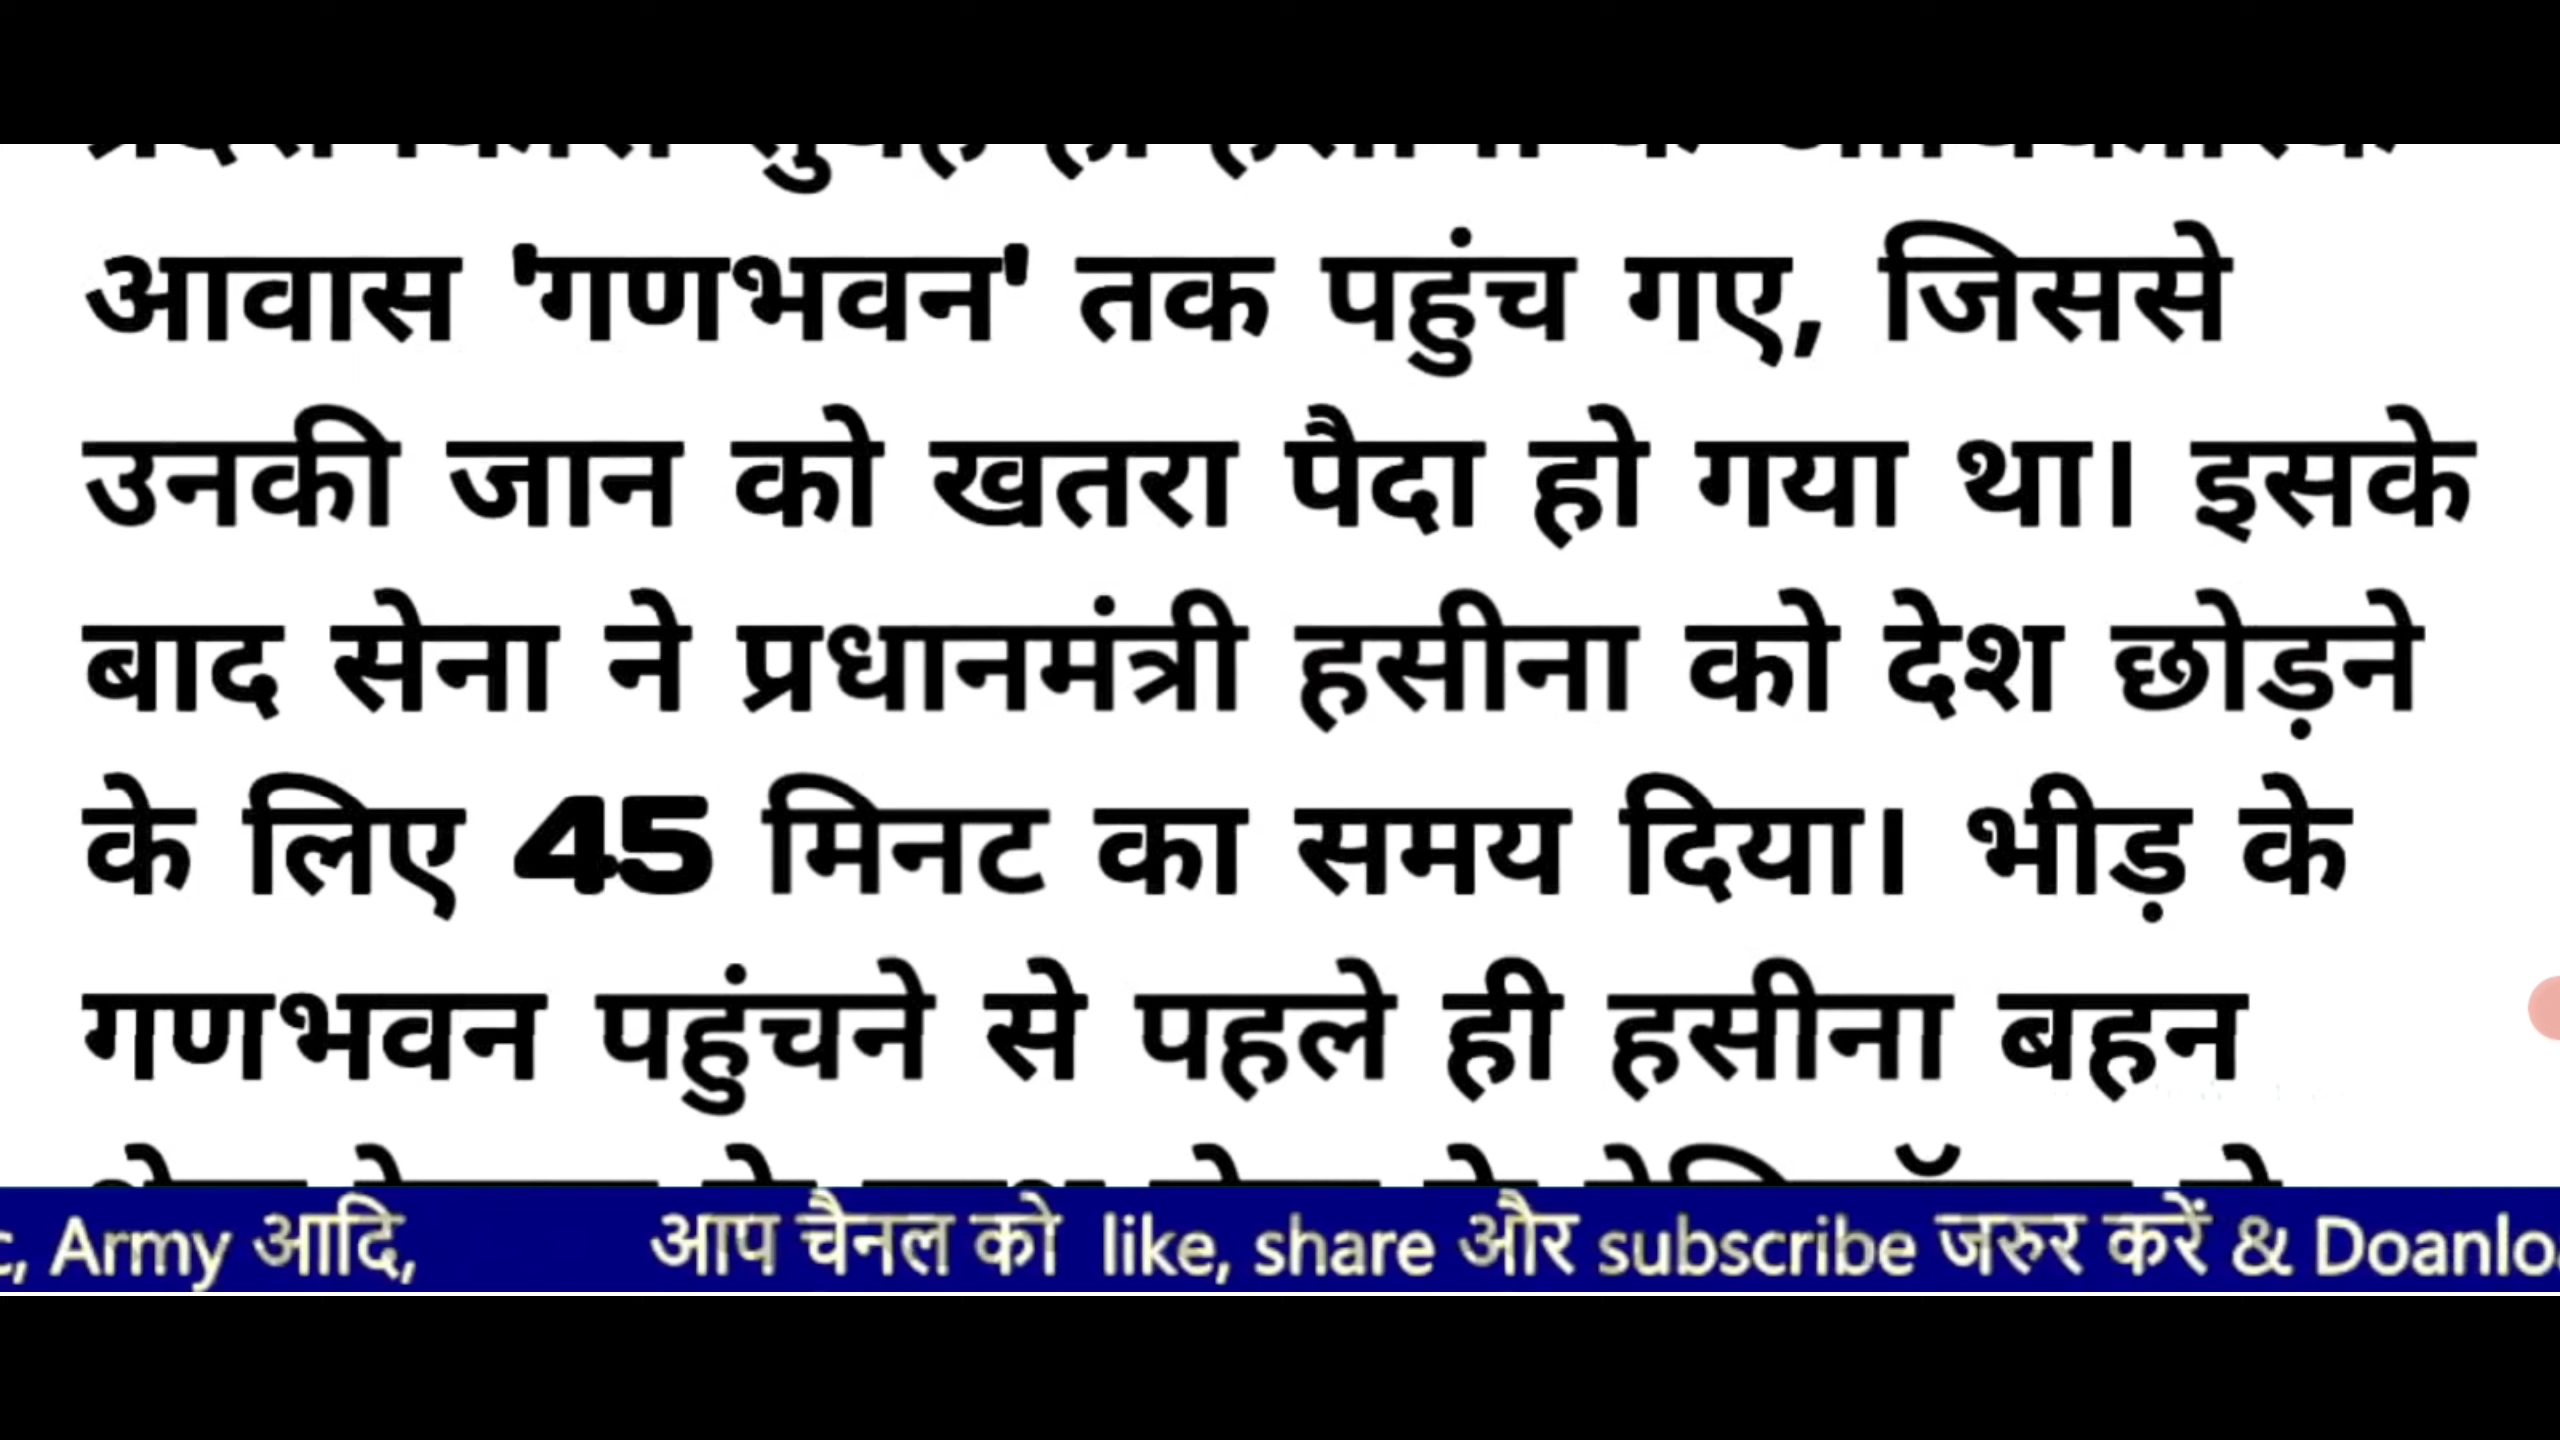 आवास 'गणभवन' तक पहुंच गए, जिससे
उनकी जान को खतरा पैदा हो गया था। इसके
बाद सेना ने प्रधानमंत्री हसीना को देश छोड़ने
के लिए 45 मिनट का समय दिया। भीड़ के
गणभवन पहुंचने से पहले ही हसीना बहन
, Army आदि, आप चैनल को like, share और subscribe जरुर करें & Doanlo